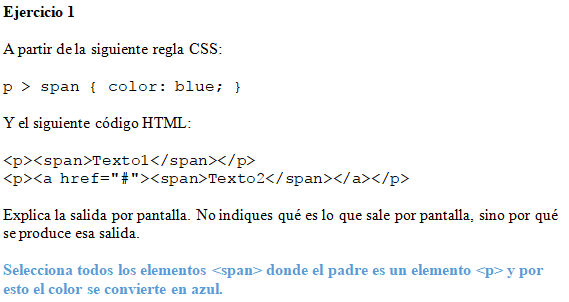 Ejercicio 1
A partir de la siguiente regla CSS:
p > span { color: blue; }
Y el siguiente código HTML:
<p><span>Texto1</span></p>
<p><a href="#"><span>Texto2</span></a></p>
Explica la salida por pantalla. No indiques qué es lo que sale por pantalla, sino por qué
se produce esa salida.
Selecciona todos los elementos <span> donde el padre es un elemento <p> y por
esto el color se convierte en azul.